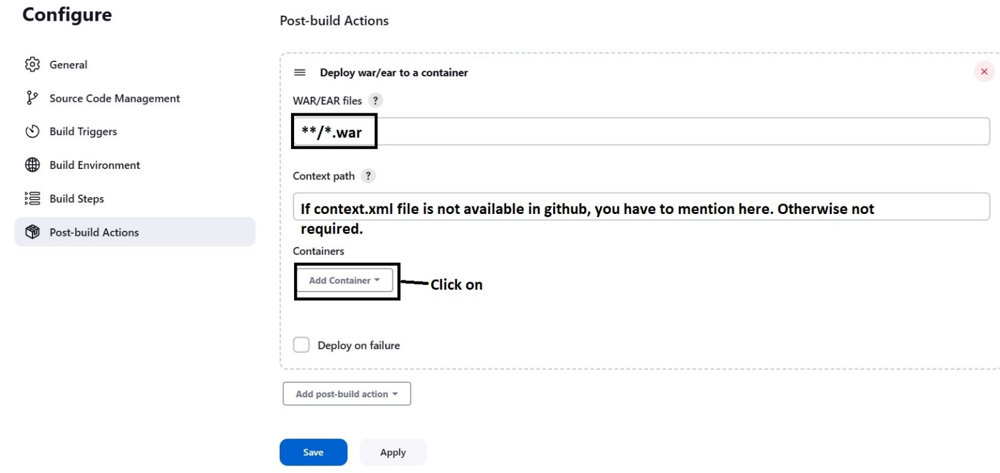 Configure
General
Source Code Management
Build Triggers
Build Environment
Build Steps
Post-build Actions
Post-build Actions
Deploy war/ear to a container
WAR/EAR files ?
**/*.war
Context path ?
If context.xml file is not available in github, you have to mention here. Otherwise not
required.
Containers
Add Container
Click on
Deploy on failure
Add post-build action
Save
Apply